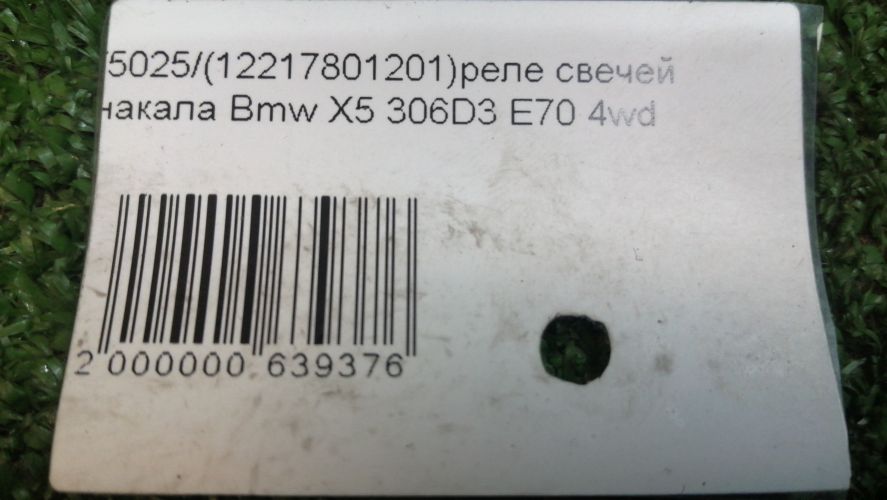 5025/(12217801201)реле свечей
накала Bmw X5 306D3 E70 4wd
2 000000 639376